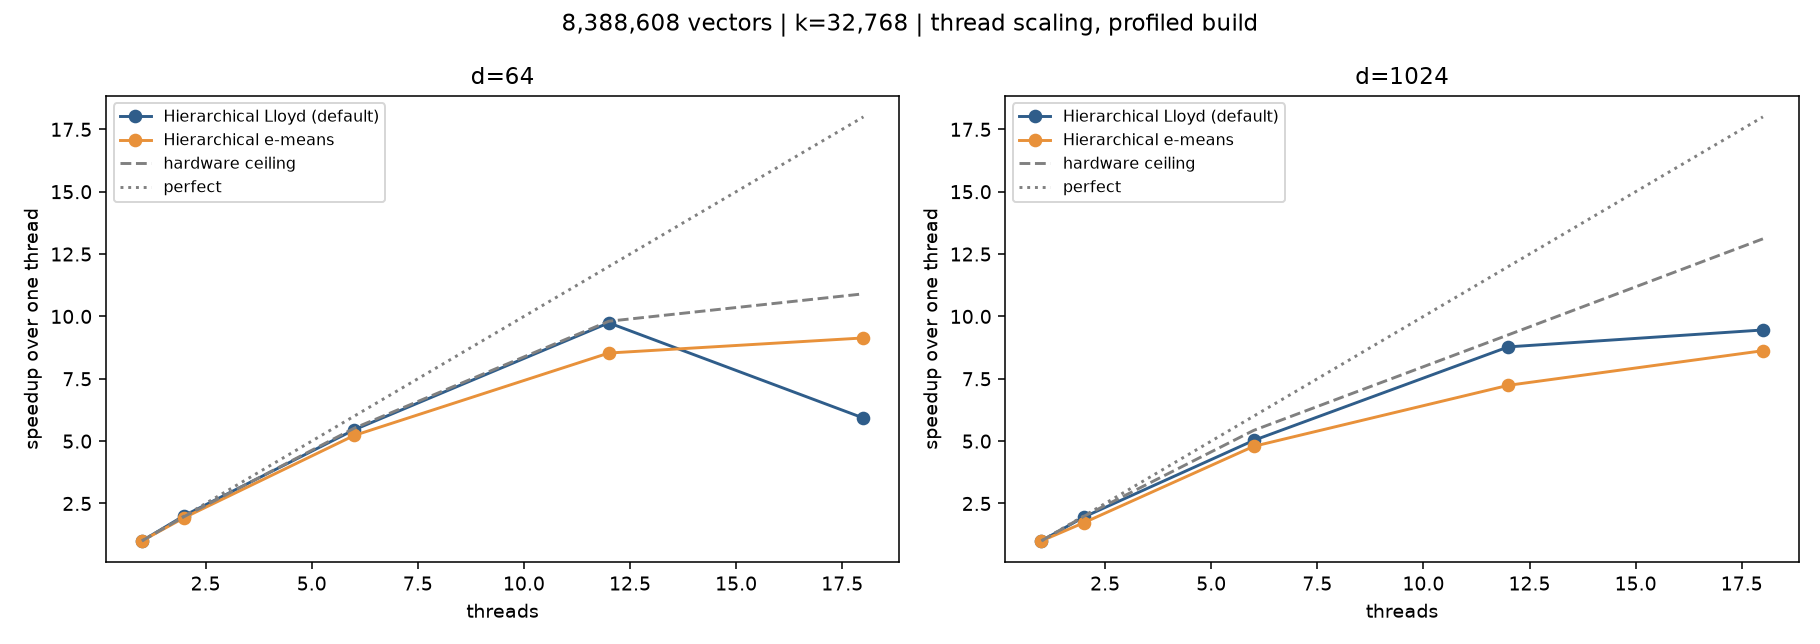 8,388,608 vectors | k=32,768 | thread scaling, profiled build
d=64
Hierarchical Lloyd (default)
Hierarchical e-means
hardware ceiling
perfect
speedup over one thread
17.5
15.0
12.5
10.0
7.5
5.0
2.5
2.5 5.0 7.5 10.0 12.5 15.0 17.5
threads
d=1024
Hierarchical Lloyd (default)
Hierarchical e-means
hardware ceiling
perfect
speedup over one thread
17.5
15.0
12.5
10.0
7.5
5.0
2.5
2.5 5.0 7.5 10.0 12.5 15.0 17.5
threads